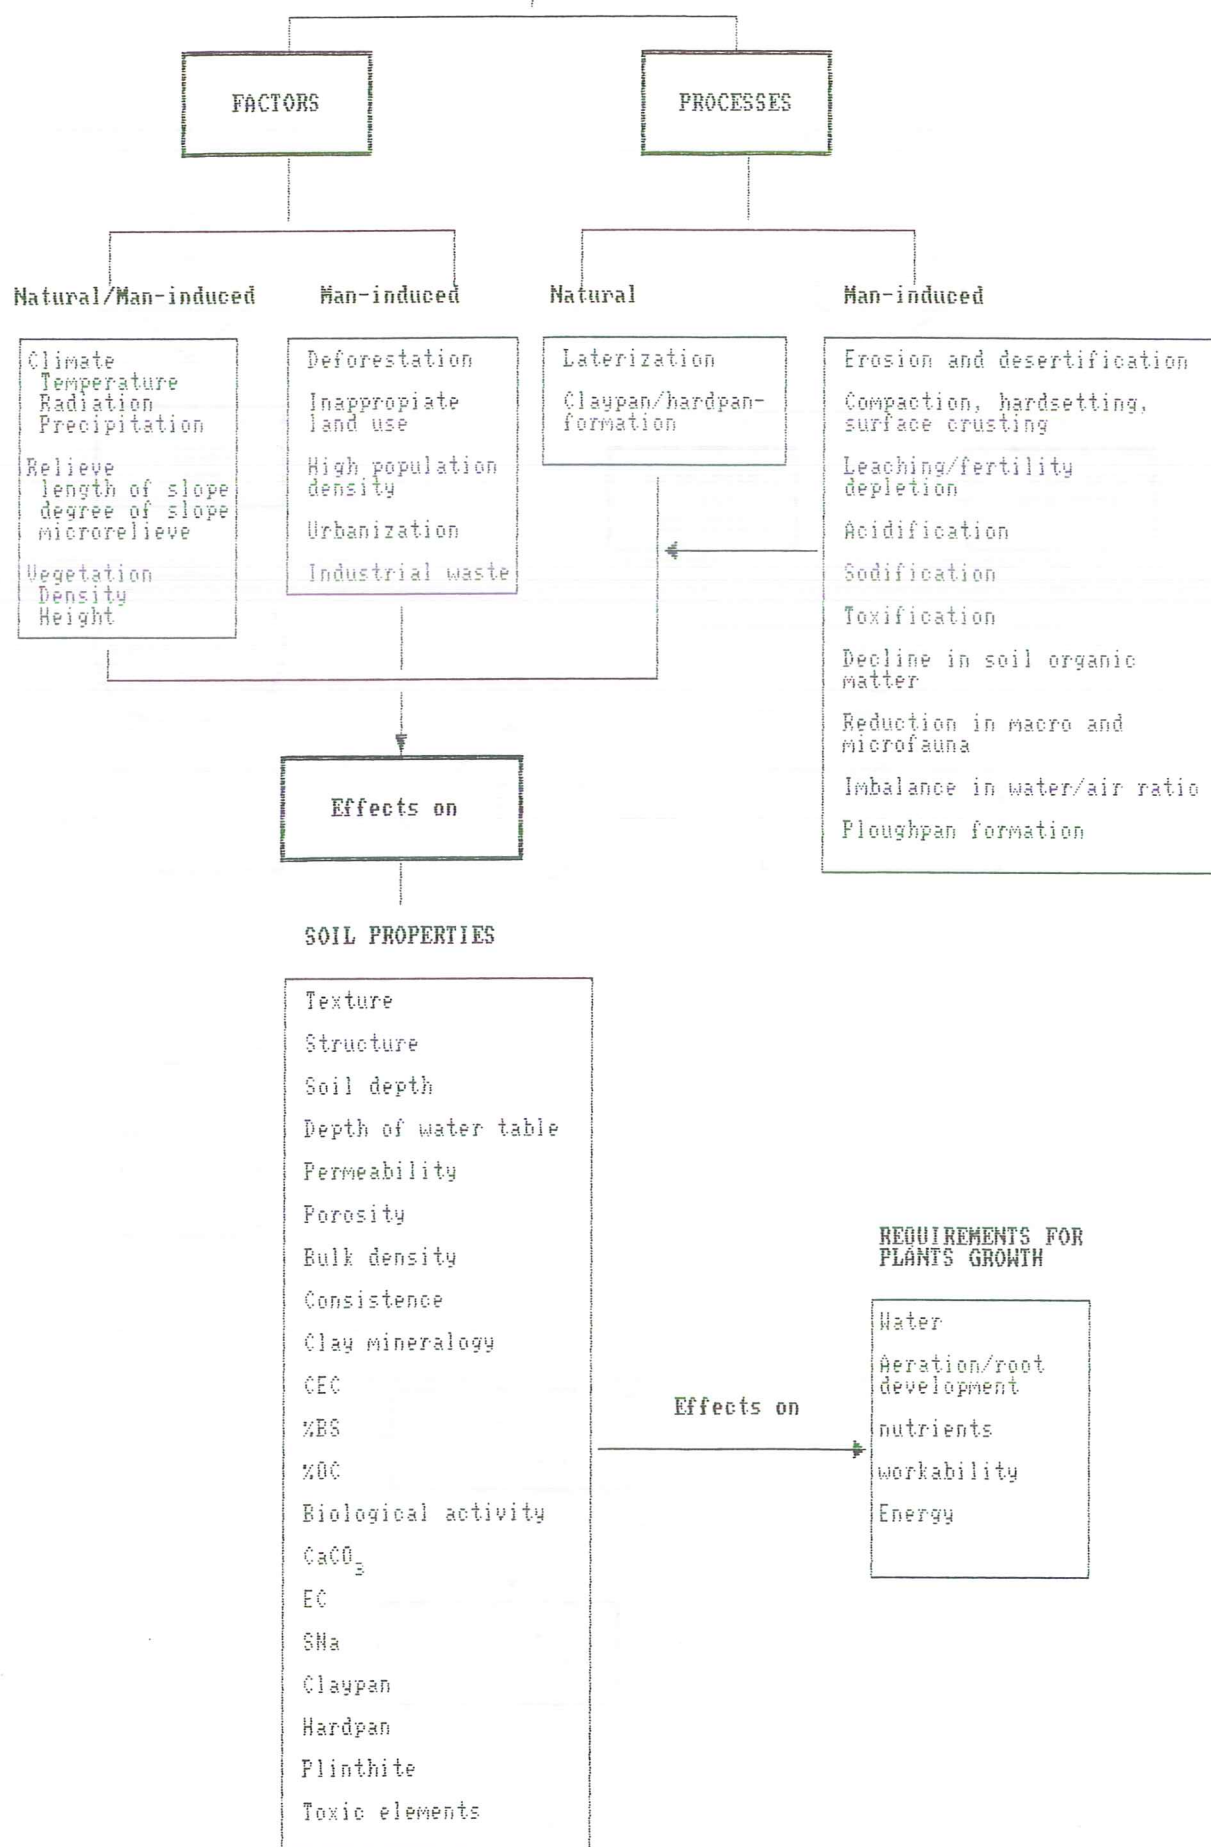 FACTORS
PROCESSES
Natural/Man-induced
Man-induced
Natural
Man-induced
Climate
Temperature
Radiation
Precipitation
Relieve
length of slope
degree of slope
microrelieve
Vegetation
Density
Height
Deforestation
Inappropiate
land use
High population
density
Urbanization
Industrial waste
Laterization
Claypan/hardpan-
formation
Erosion and desertification
Compaction, hardsetting,
surface crusting
Leaching/fertility
depletion
Acidification
Sodification
Toxification
Decline in soil organic
matter
Reduction in macro and
microfauna
Imbalance in water/air ratio
Ploughpan formation
Effects on
SOIL PROPERTIES
Texture
Structure
Soil depth
Depth of water table
Permeability
Porosity
Bulk density
Consistence
Clay mineralogy
CEC
%BS
%OC
Biological activity
CaCO₃
EC
SNa
Claypan
Hardpan
Plinthite
Toxic elements
Effects on
REQUIREMENTS FOR
PLANTS GROWTH
Water
Aeration/root
development
nutrients
workability
Energy